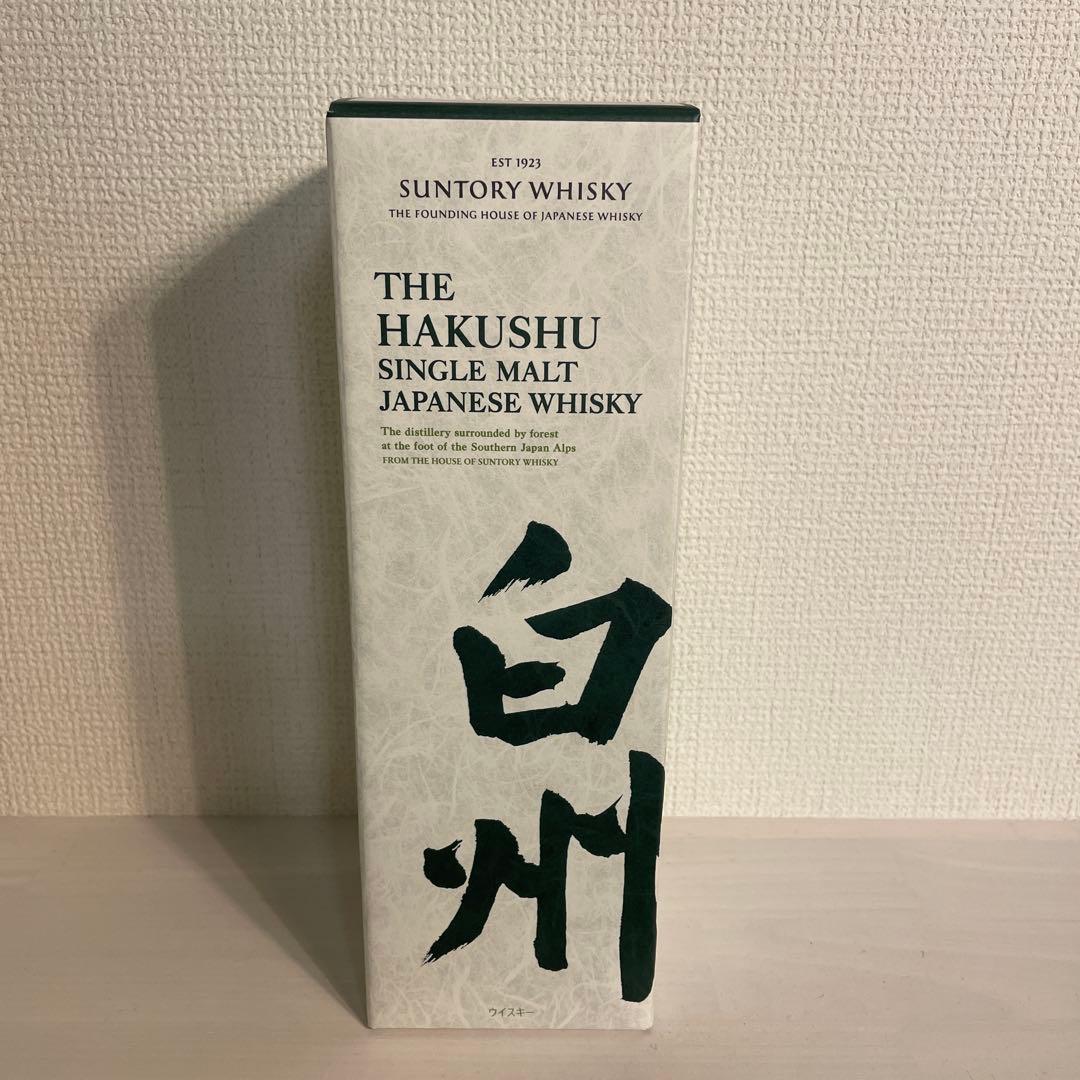 EST 1923
SUNTORY WHISKY
THE FOUNDING HOUSE OF JAPANESE WHISKY
THE
HAKUSHU
SINGLE MALT
JAPANESE WHISKY
The distillery surrounded by forest
at the foot of the Southern Japan Alps
FROM THE HOUSE OF SUNTORY WHISKY
白
州
ウイスキー